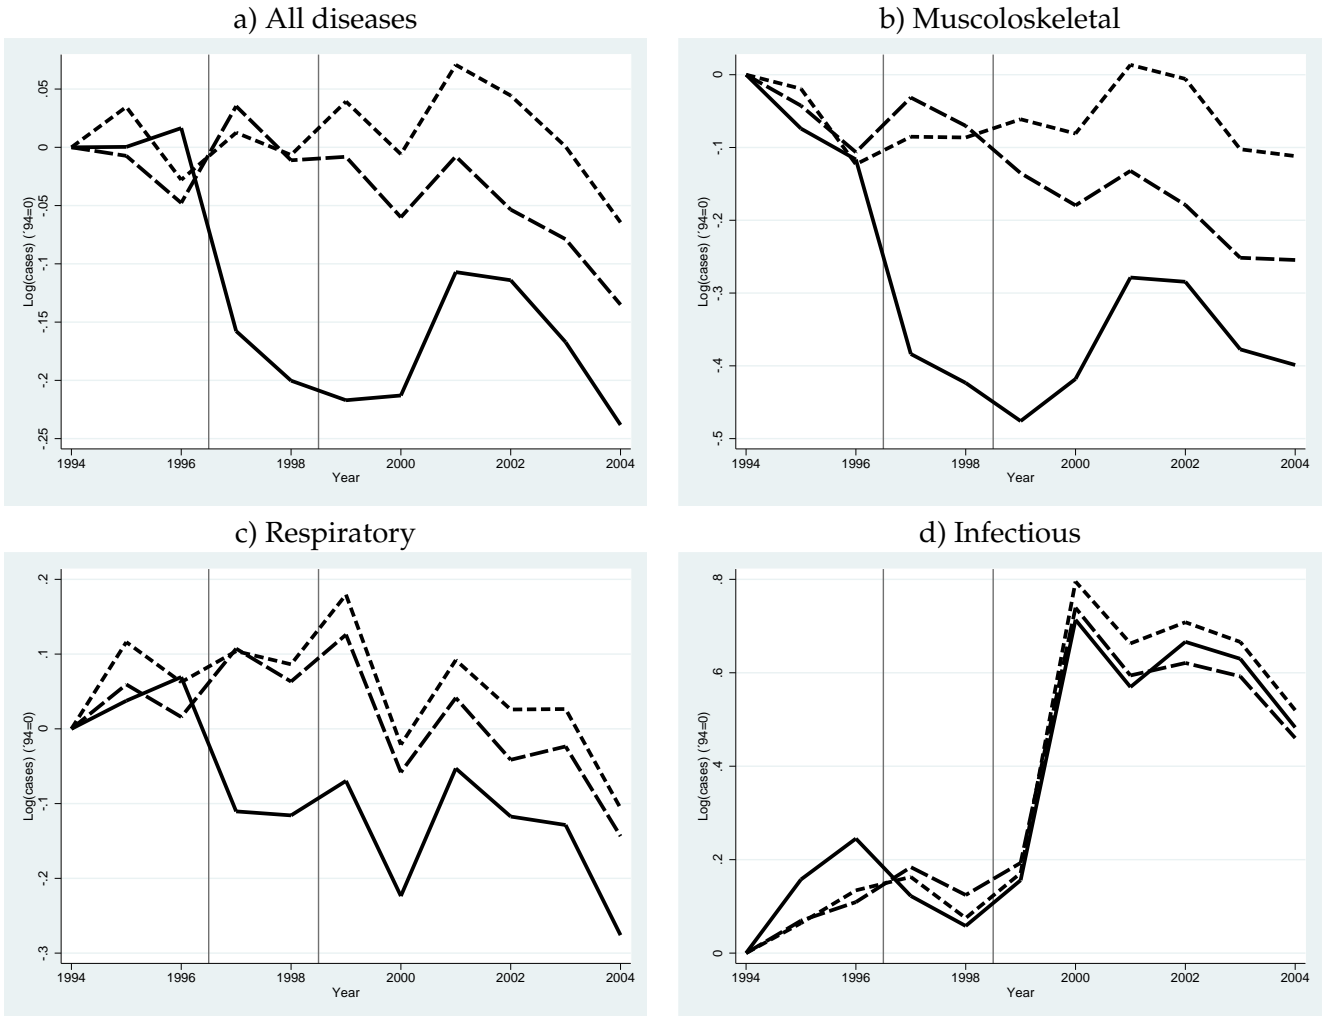 a) All diseases
.05
0
-.05
-.1
-.15
-.2
-.25
Log(cases) (´94=0)
1994 1996 1998 2000 2002 2004
Year
b) Muscoloskeletal
0
-.1
-.2
-.3
-.4
-.5
Log(cases) (´94=0)
1994 1996 1998 2000 2002 2004
Year
c) Respiratory
.2
.1
0
-.1
-.2
-.3
Log(cases) (´94=0)
1994 1996 1998 2000 2002 2004
Year
d) Infectious
.8
.6
.4
.2
0
Log(cases) (´94=0)
1994 1996 1998 2000 2002 2004
Year